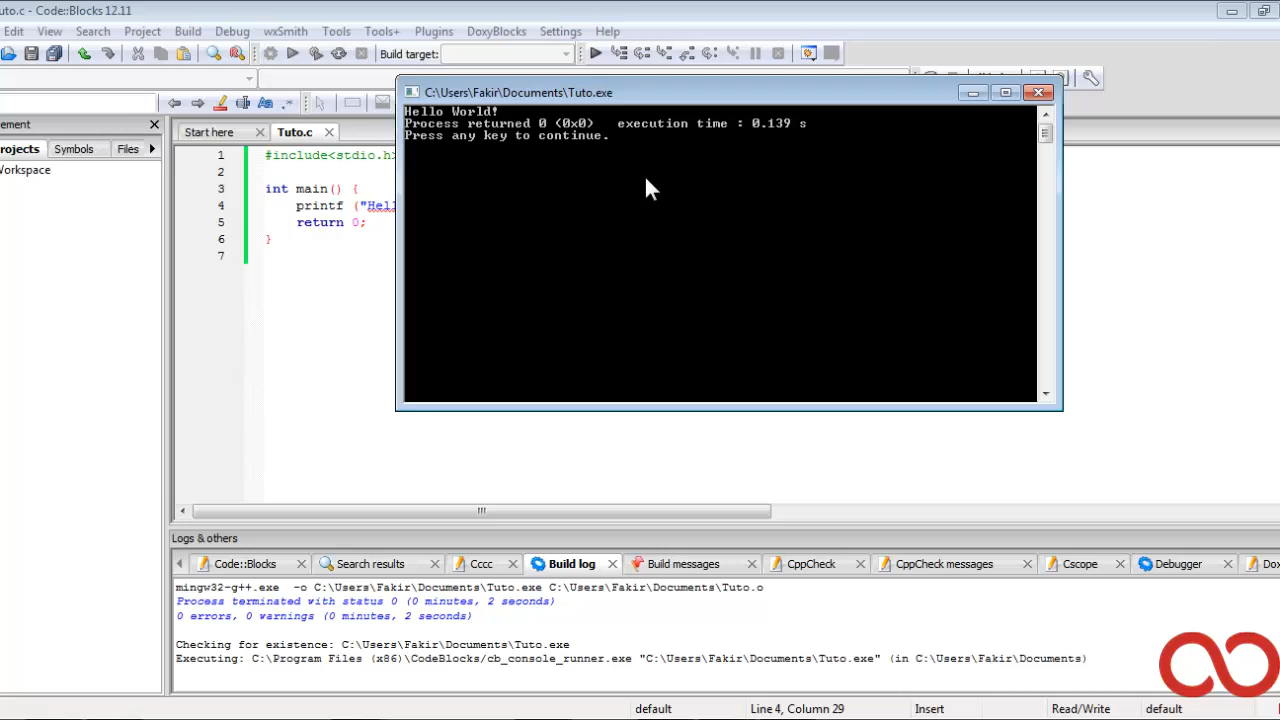 uto.c - Code::Blocks 12.11
Edit View Search Project Build Debug wxSmith Tools Tools+ Plugins DoxyBlocks Settings Help
Build target:
C:\Users\Fakir\Documents\Tuto.exe
Hello World!
Process returned 0 (0x0)   execution time : 0.139 s
Press any key to continue.
ement
Start here Tuto.c
rojects Symbols Files
Workspace
1 #include<stdio.h
2
3 int main() {
4 printf ("Hell
5 return 0;
6 }
7
Logs & others
Code::Blocks Search results Cccc Build log Build messages CppCheck CppCheck messages Cscope Debugger Dox
mingw32-g++.exe  -o C:\Users\Fakir\Documents\Tuto.exe C:\Users\Fakir\Documents\Tuto.o
Process terminated with status 0 (0 minutes, 2 seconds)
0 errors, 0 warnings (0 minutes, 2 seconds)
Checking for existence: C:\Users\Fakir\Documents\Tuto.exe
Executing: C:\Program Files (x86)\CodeBlocks/cb_console_runner.exe "C:\Users\Fakir\Documents\Tuto.exe" (in C:\Users\Fakir\Documents)
default Line 4, Column 29 Insert Read/Write default